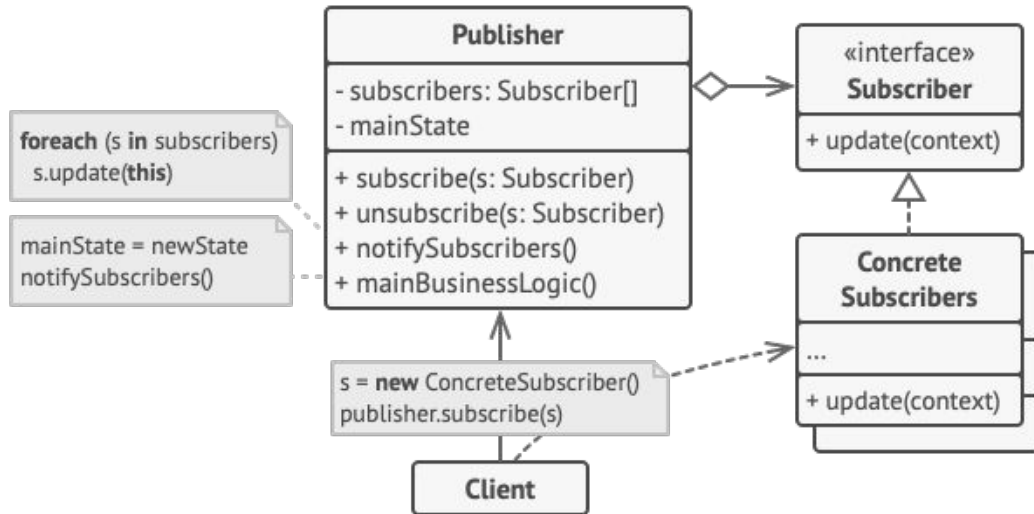 Publisher
- subscribers: Subscriber[]
- mainState
+ subscribe(s: Subscriber)
+ unsubscribe(s: Subscriber)
+ notifySubscribers()
+ mainBusinessLogic()
«interface»
Subscriber
+ update(context)
foreach (s in subscribers)
s.update(this)
mainState = newState
notifySubscribers()
Concrete
Subscribers
...
+ update(context)
s = new ConcreteSubscriber()
publisher.subscribe(s)
Client